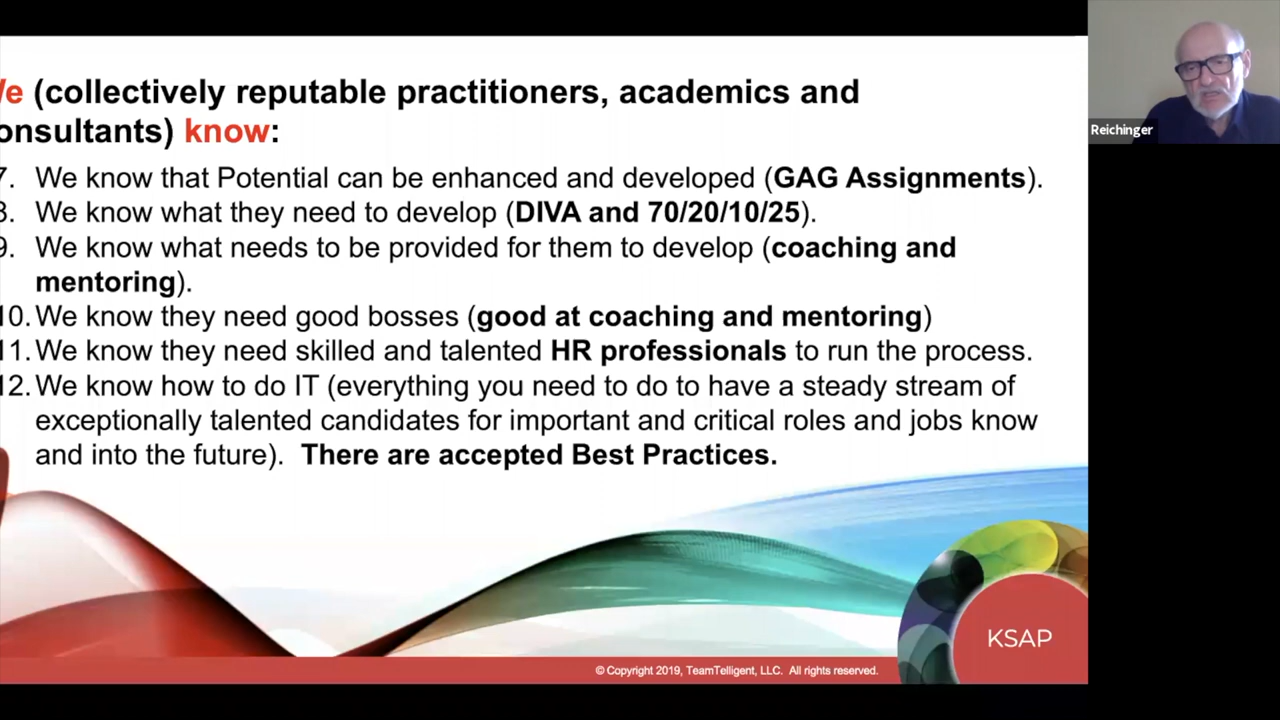 We (collectively reputable practitioners, academics and
onsultants) know:
7. We know that Potential can be enhanced and developed (GAG Assignments).
8. We know what they need to develop (DIVA and 70/20/10/25).
9. We know what needs to be provided for them to develop (coaching and
mentoring).
10. We know they need good bosses (good at coaching and mentoring)
11. We know they need skilled and talented HR professionals to run the process.
12. We know how to do IT (everything you need to do to have a steady stream of
exceptionally talented candidates for important and critical roles and jobs know
and into the future). There are accepted Best Practices.
KSAP
© Copyright 2019, TeamTelligent, LLC. All rights reserved.
Reichinger